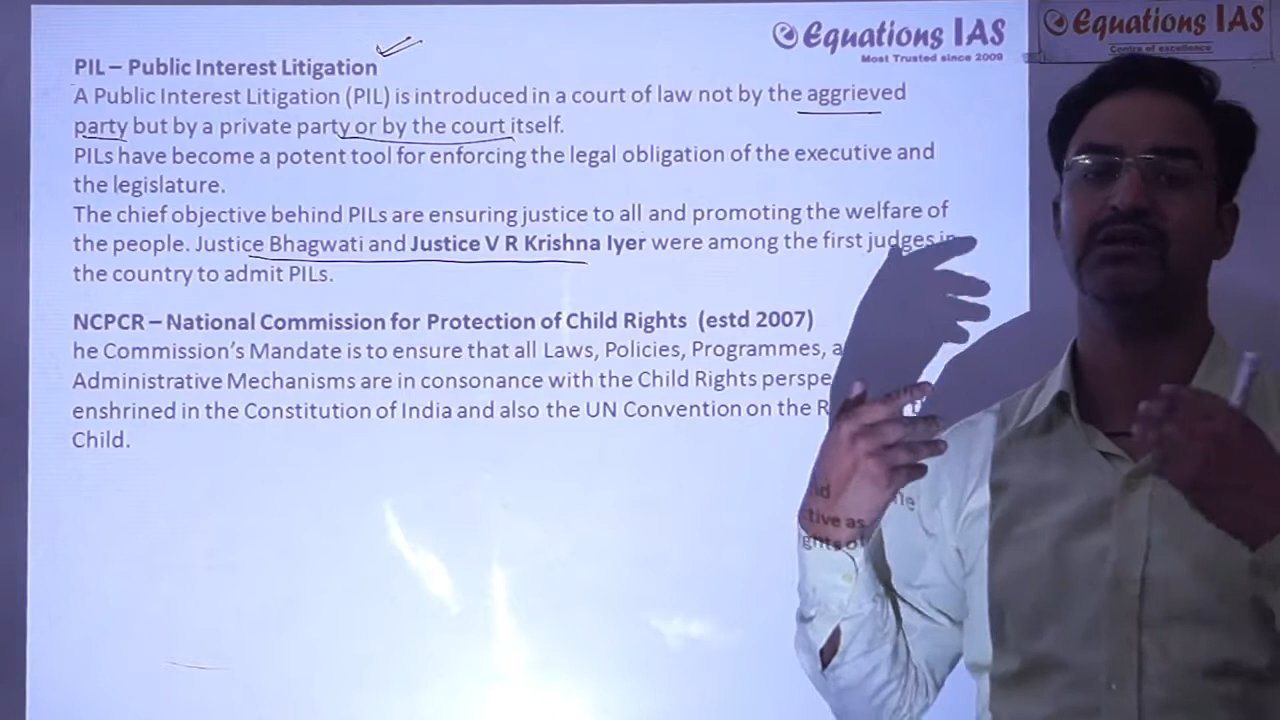 Equations IAS
Most Trusted since 2009
Equations IAS
Centre of excellence
PIL – Public Interest Litigation
A Public Interest Litigation (PIL) is introduced in a court of law not by the aggrieved
party but by a private party or by the court itself.
PILs have become a potent tool for enforcing the legal obligation of the executive and
the legislature.
The chief objective behind PILs are ensuring justice to all and promoting the welfare of
the people. Justice Bhagwati and Justice V R Krishna Iyer were among the first judges in
the country to admit PILs.
NCPCR – National Commission for Protection of Child Rights (estd 2007)
he Commission's Mandate is to ensure that all Laws, Policies, Programmes,
Administrative Mechanisms are in consonance with the Child Rights
enshrined in the Constitution of India and also the UN Convention on the
Child.